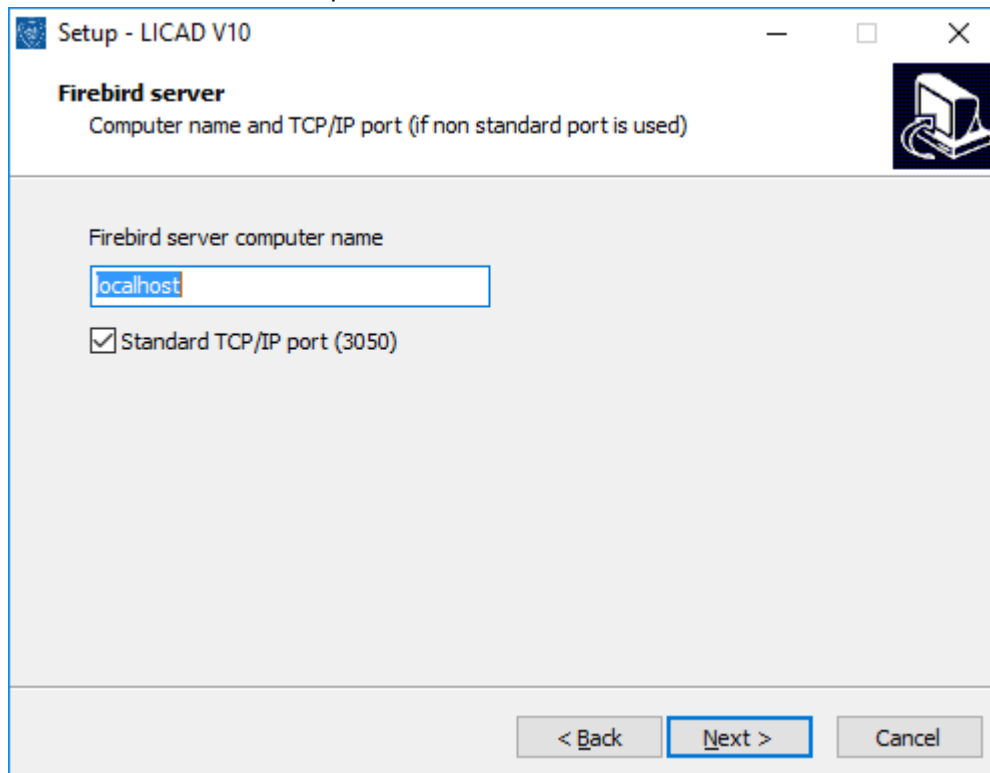 Setup - LICAD V10
Firebird server
Computer name and TCP/IP port (if non standard port is used)
Firebird server computer name
localhost
Standard TCP/IP port (3050)
< Back Next > Cancel